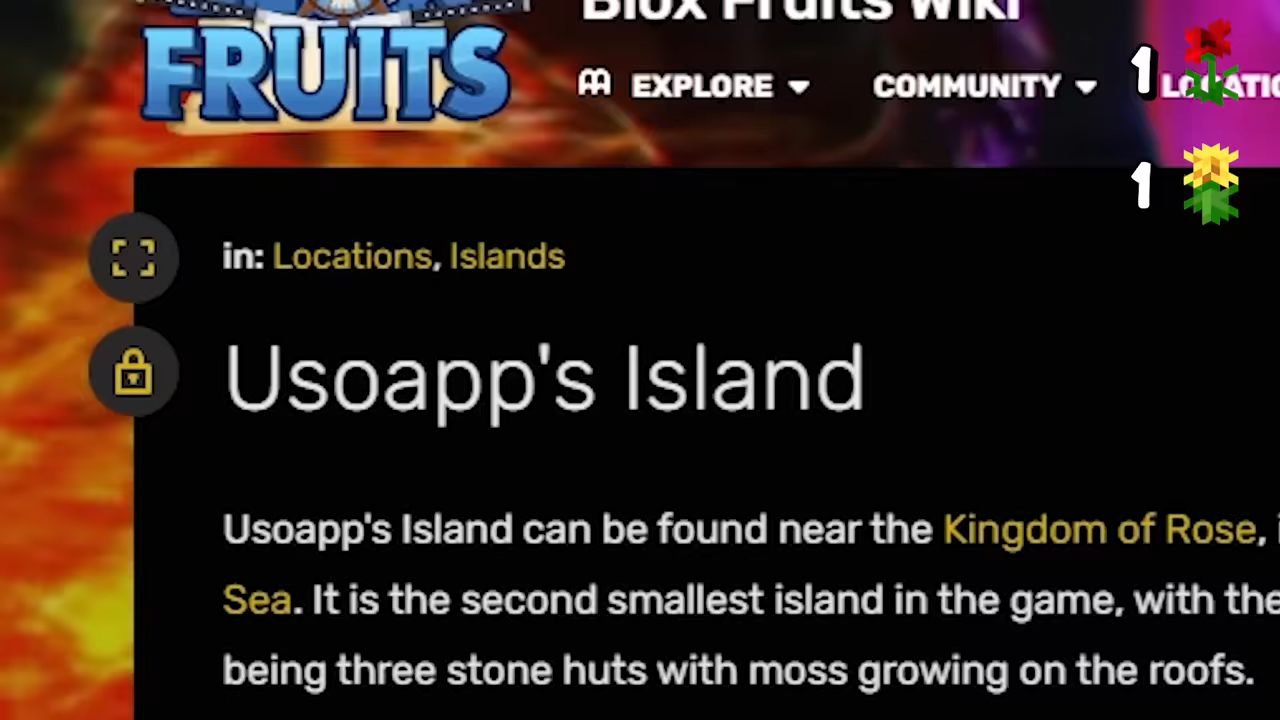 Blox Fruits Wiki
FRUITS
EXPLORE
COMMUNITY
1
1
in: Locations, Islands
Usoapp's Island
Usoapp's Island can be found near the Kingdom of Rose,
Sea. It is the second smallest island in the game, with the
being three stone huts with moss growing on the roofs.